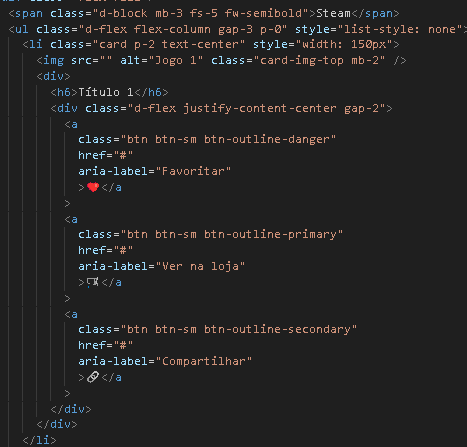 <span class="d-block mb-3 fs-5 fw-semibold">Steam</span>
<ul class="d-flex flex-column gap-3 p-0" style="list-style: none">
<li class="card p-2 text-center" style="width: 150px">
<img src="" alt="Jogo 1" class="card-img-top mb-2" />
<div>
<h6>Título 1</h6>
<div class="d-flex justify-content-center gap-2">
<a
class="btn btn-sm btn-outline-danger"
href="#"
aria-label="Favoritar"
>❤️</a
>
<a
class="btn btn-sm btn-outline-primary"
href="#"
aria-label="Ver na loja"
>🛒</a
>
<a
class="btn btn-sm btn-outline-secondary"
href="#"
aria-label="Compartilhar"
>🔗</a
>
</div>
</div>
</li>